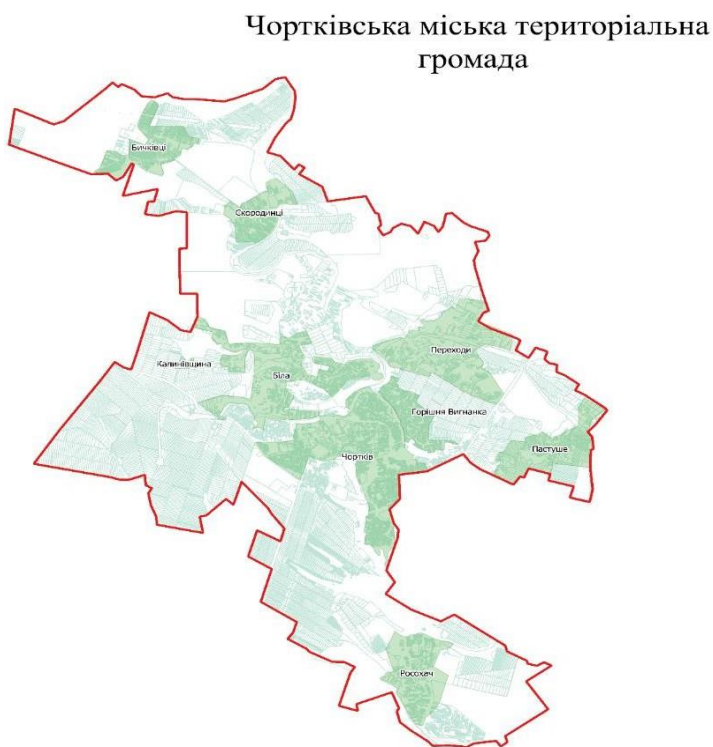 Чортківська міська територіальна
громада
Бичківці
Скородинці
Переходи
Калинівщина
Біла
Горішня Вигнанка
Пастуше
Чортків
Росохач